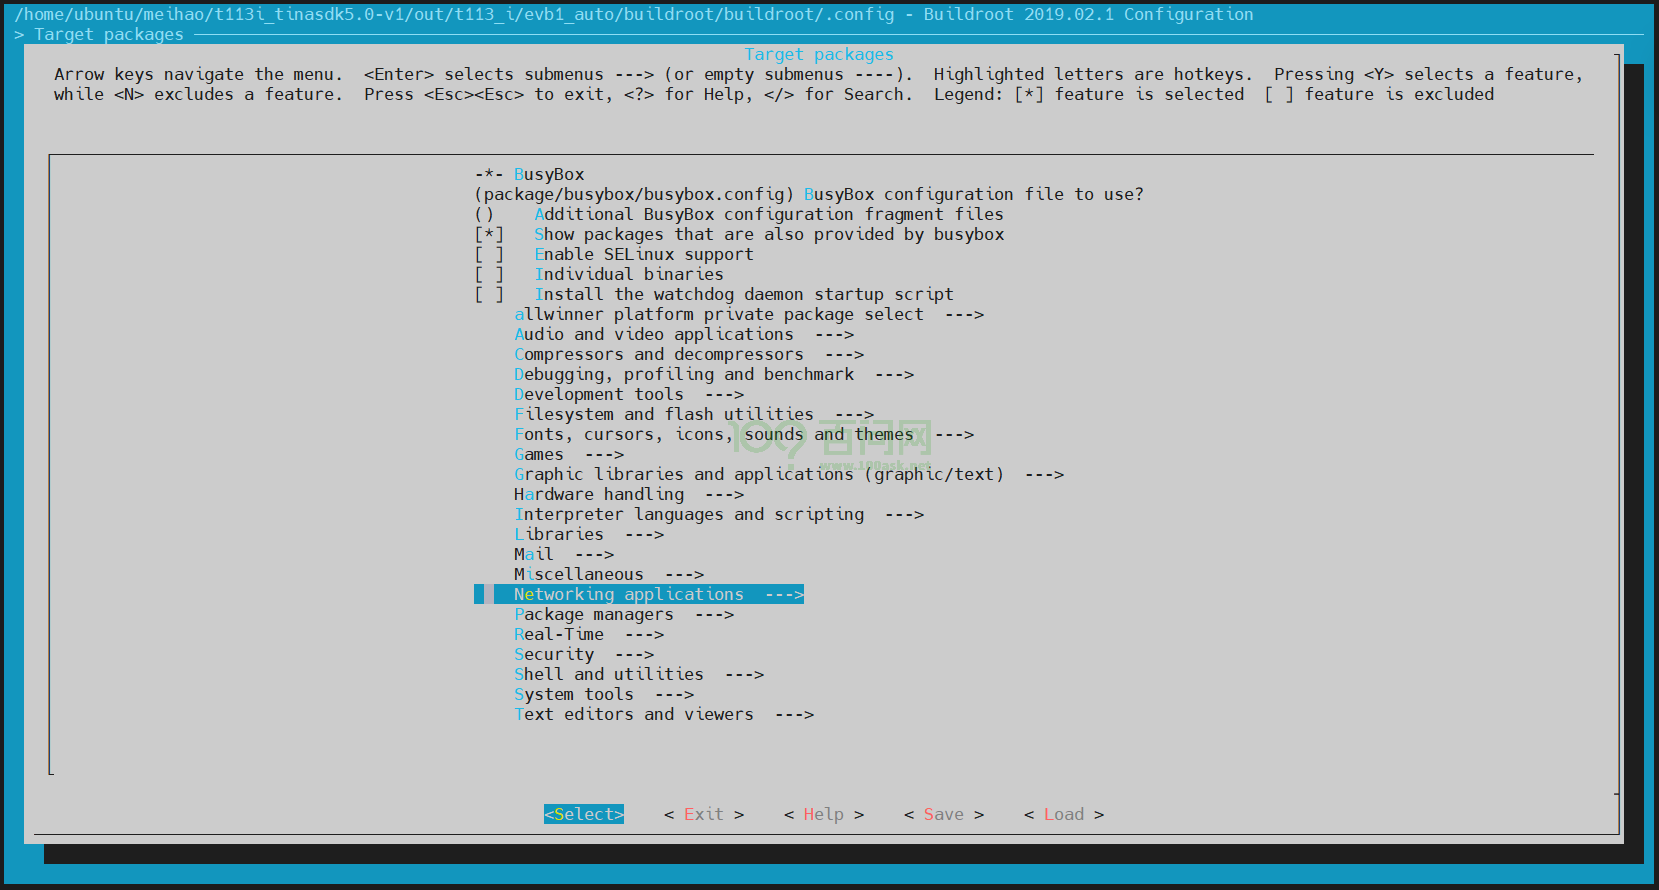 /home/ubuntu/meihao/t113i_tinasdk5.0-v1/out/t113_i/evb1_auto/buildroot/buildroot/.config - Buildroot 2019.02.1 Configuration
> Target packages
Target packages
Arrow keys navigate the menu.  <Enter> selects submenus ---> (or empty submenus ----).  Highlighted letters are hotkeys.  Pressing <Y> selects a feature,
while <N> excludes a feature.  Press <Esc><Esc> to exit, <?> for Help, </> for Search.  Legend: [*] feature is selected  [ ] feature is excluded
-*- BusyBox
(package/busybox/busybox.config) BusyBox configuration file to use?
()    Additional BusyBox configuration fragment files
[*]   Show packages that are also provided by busybox
[ ]   Enable SELinux support
[ ]   Individual binaries
[ ]   Install the watchdog daemon startup script
allwinner platform private package select  --->
Audio and video applications  --->
Compressors and decompressors  --->
Debugging, profiling and benchmark  --->
Development tools  --->
Filesystem and flash utilities  --->
Fonts, cursors, icons, sounds and themes  --->
100? 百问网
Games  --->
www.100ask.net
Graphic libraries and applications (graphic/text)  --->
Hardware handling  --->
Interpreter languages and scripting  --->
Libraries  --->
Mail  --->
Miscellaneous  --->
Networking applications  --->
Package managers  --->
Real-Time  --->
Security  --->
Shell and utilities  --->
System tools  --->
Text editors and viewers  --->
<Select>    < Exit >    < Help >    < Save >    < Load >